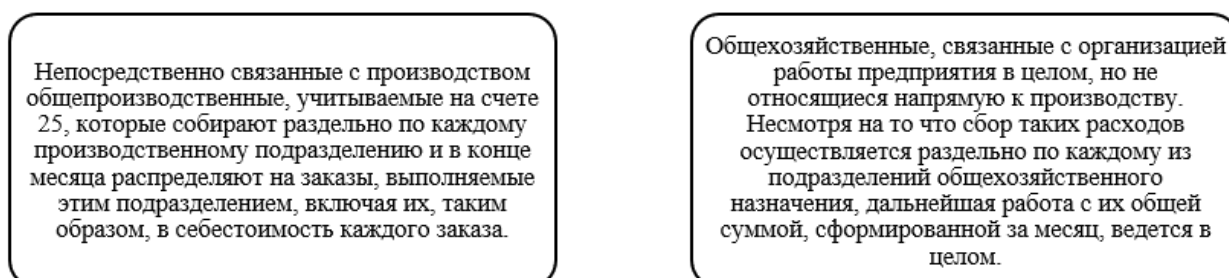 Непосредственно связанные с производством
общепроизводственные, учитываемые на счете
25, которые собирают раздельно по каждому
производственному подразделению и в конце
месяца распределяют на заказы, выполняемые
этим подразделением, включая их, таким
образом, в себестоимость каждого заказа.
Общехозяйственные, связанные с организацией
работы предприятия в целом, но не
относящиеся напрямую к производству.
Несмотря на то что сбор таких расходов
осуществляется раздельно по каждому из
подразделений общехозяйственного
назначения, дальнейшая работа с их общей
суммой, сформированной за месяц, ведется в
целом.